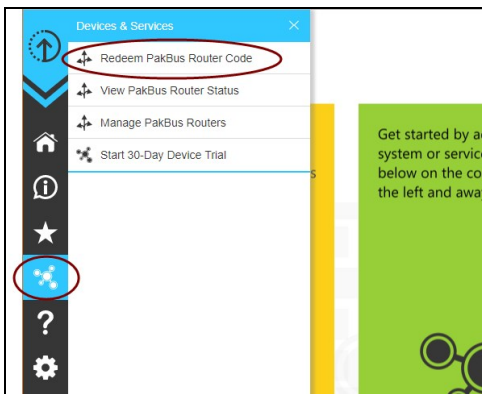 Devices & Services
Redeem PakBus Router Code
View PakBus Router Status
Manage PakBus Routers
Start 30-Day Device Trial
s
Get started by a
system or servic
below on the co
the left and awa